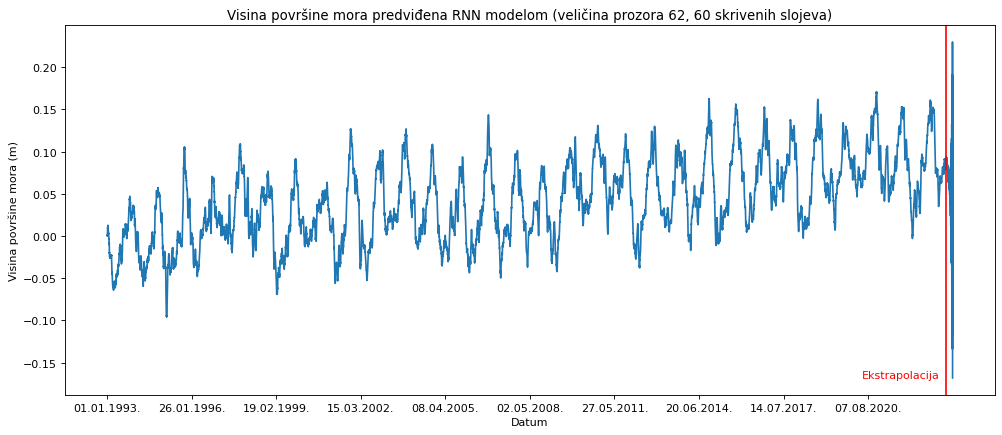 Visina površine mora predviđena RNN modelom (veličina prozora 62, 60 skrivenih slojeva)
Visina površine mora (m)
0.20
0.15
0.10
0.05
0.00
−0.05
−0.10
−0.15
Ekstrapolacija
01.01.1993. 26.01.1996. 19.02.1999. 15.03.2002. 08.04.2005. 02.05.2008. 27.05.2011. 20.06.2014. 14.07.2017. 07.08.2020.
Datum